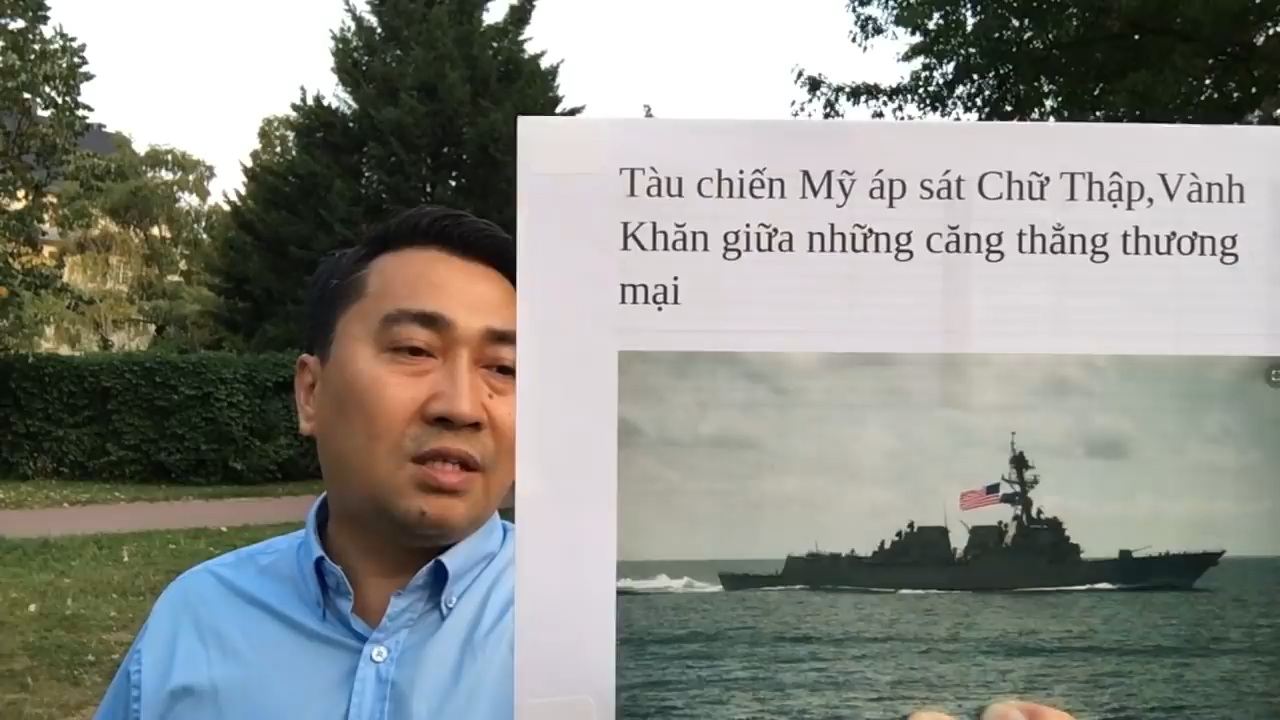 Tàu chiến Mỹ áp sát Chữ Thập,Vành
Khăn giữa những căng thẳng thương
mại